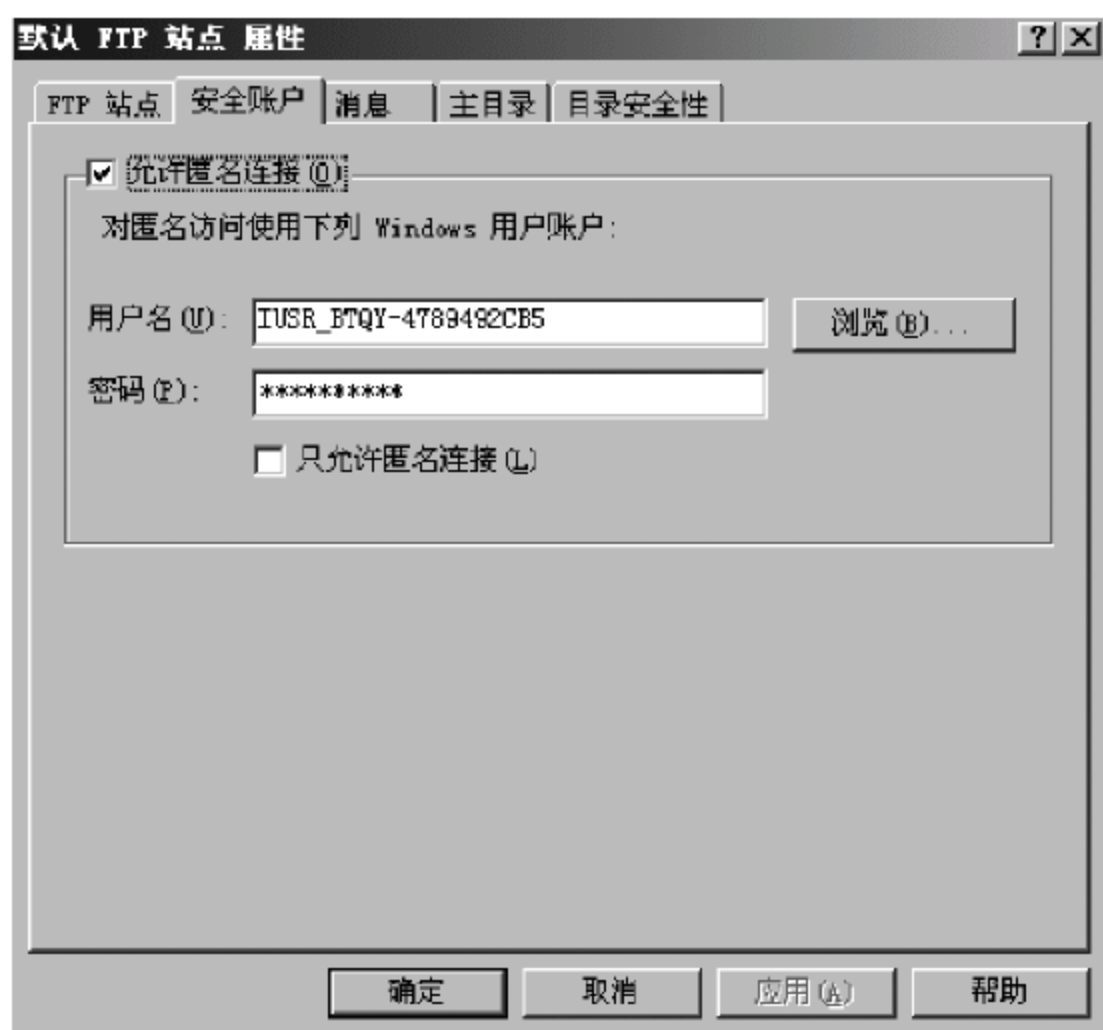 默认 FTP 站点 属性
FTP 站点 安全账户 消息 主目录 目录安全性
允许匿名连接(O)
对匿名访问使用下列 Windows 用户账户:
用户名(U): IUSR_BTQY-4789492CB5 浏览(B)...
密码(P): **********
只允许匿名连接(L)
确定 取消 应用(A) 帮助